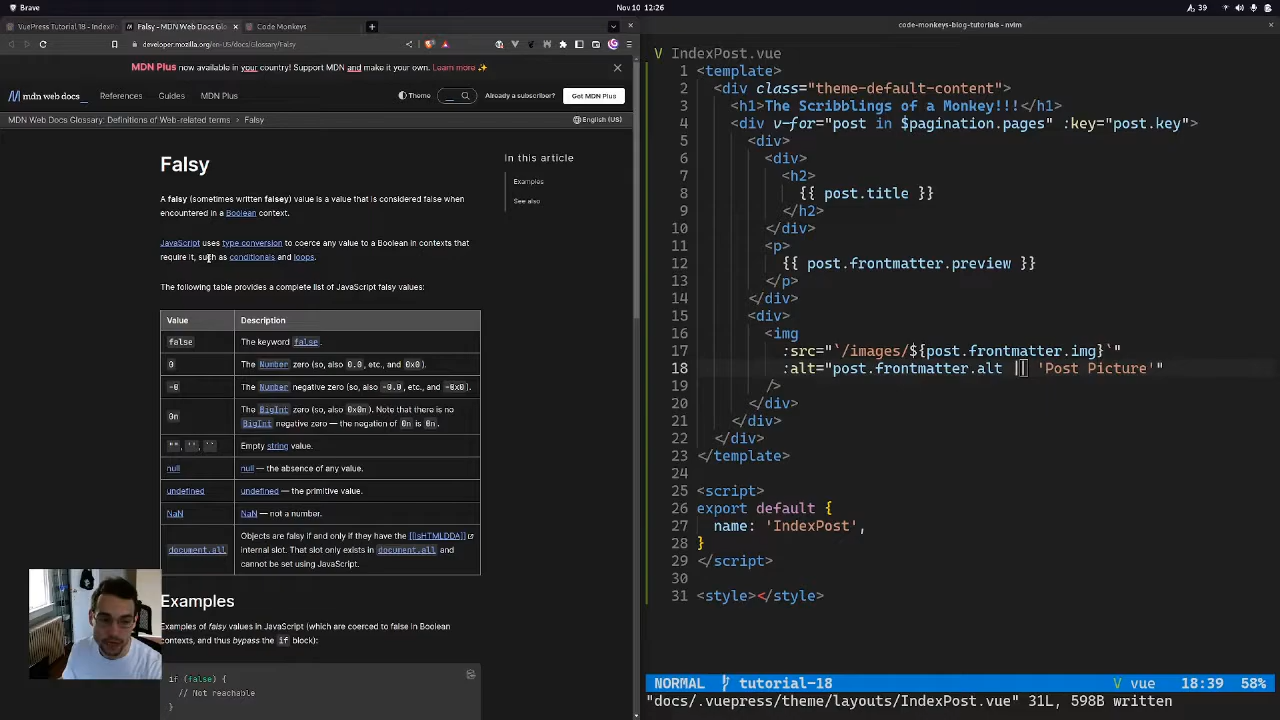 Brave
Nov 10 12:26
39
VuePress Tutorial 18 - IndexP
Falsy - MDN Web Docs Glo
Code Monkeys
developer.mozilla.org/en-US/docs/Glossary/Falsy
MDN Plus now available in your country! Support MDN and make it your own. Learn more ✨
mdn web docs_
References
Guides
MDN Plus
Theme
Already a subscriber?
Get MDN Plus
MDN Web Docs Glossary: Definitions of Web-related terms > Falsy
English (US)
Falsy
A falsy (sometimes written falsey) value is a value that is considered false when
encountered in a Boolean context.
JavaScript uses type conversion to coerce any value to a Boolean in contexts that
require it, such as conditionals and loops.
The following table provides a complete list of JavaScript falsy values:
Value Description
false The keyword false.
0 The Number zero (so, also 0.0, etc., and 0x0).
-0 The Number negative zero (so, also -0.0, etc., and -0x0).
0n The BigInt zero (so, also 0x0n). Note that there is no
BigInt negative zero — the negation of 0n is 0n.
"", '', `` Empty string value.
null null — the absence of any value.
undefined undefined — the primitive value.
NaN NaN — not a number.
document.all Objects are falsy if and only if they have the [[IsHTMLDDA]]
internal slot. That slot only exists in document.all and
cannot be set using JavaScript.
Examples
Examples of falsy values in JavaScript (which are coerced to false in Boolean
contexts, and thus bypass the if block):
if (false) {
// Not reachable
}
In this article
Examples
See also
code-monkeys-blog-tutorials - nvim
V IndexPost.vue
1 <template>
2 <div class="theme-default-content">
3 <h1>The Scribblings of a Monkey!!!</h1>
4 <div v-for="post in $pagination.pages" :key="post.key">
5 <div>
6 <div>
7 <h2>
8 {{ post.title }}
9 </h2>
10 </div>
11 <p>
12 {{ post.frontmatter.preview }}
13 </p>
14 </div>
15 <div>
16 <img
17 :src="`/images/${post.frontmatter.img}`"
18 :alt="post.frontmatter.alt || 'Post Picture'"
19 />
20 </div>
21 </div>
22 </div>
23 </template>
24
25 <script>
26 export default {
27 name: 'IndexPost',
28 }
29 </script>
30
31 <style></style>
NORMAL tutorial-18 V vue 18:39 58%
"docs/.vuepress/theme/layouts/IndexPost.vue" 31L, 598B written